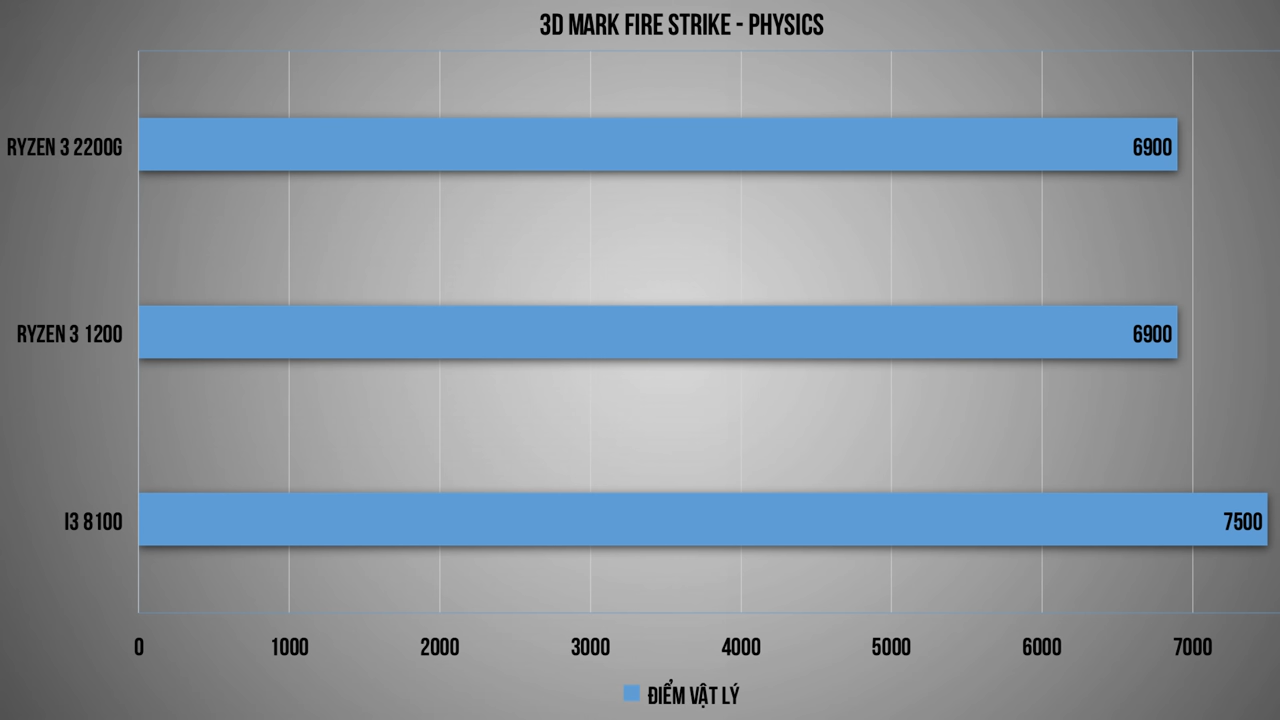 3D MARK FIRE STRIKE - PHYSICS
RYZEN 3 2200G
6900
RYZEN 3 1200
6900
I3 8100
7500
0 1000 2000 3000 4000 5000 6000 7000
ĐIỂM VẬT LÝ